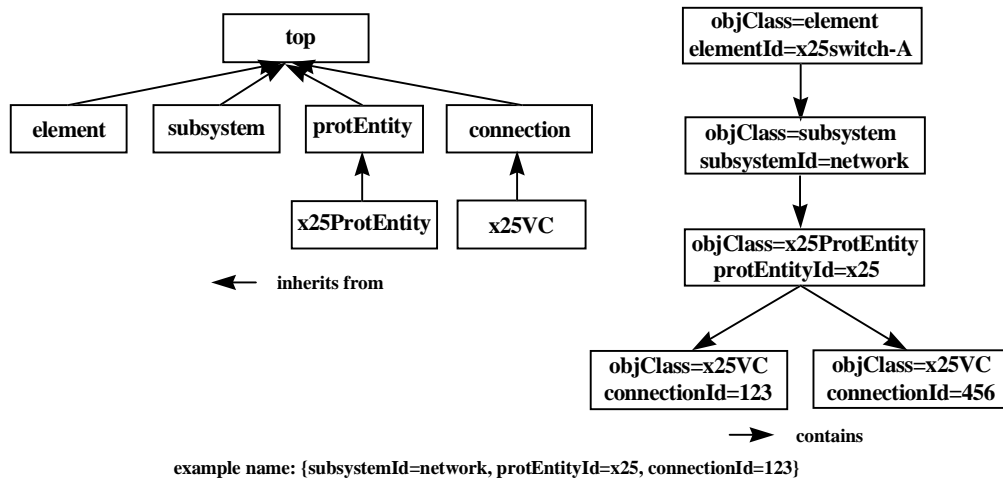 top
element
subsystem
protEntity
connection
x25ProtEntity
x25VC
inherits from
objClass=element
elementId=x25switch-A
objClass=subsystem
subsystemId=network
objClass=x25ProtEntity
protEntityId=x25
objClass=x25VC
connectionId=123
objClass=x25VC
connectionId=456
contains
example name: {subsystemId=network, protEntityId=x25, connectionId=123}